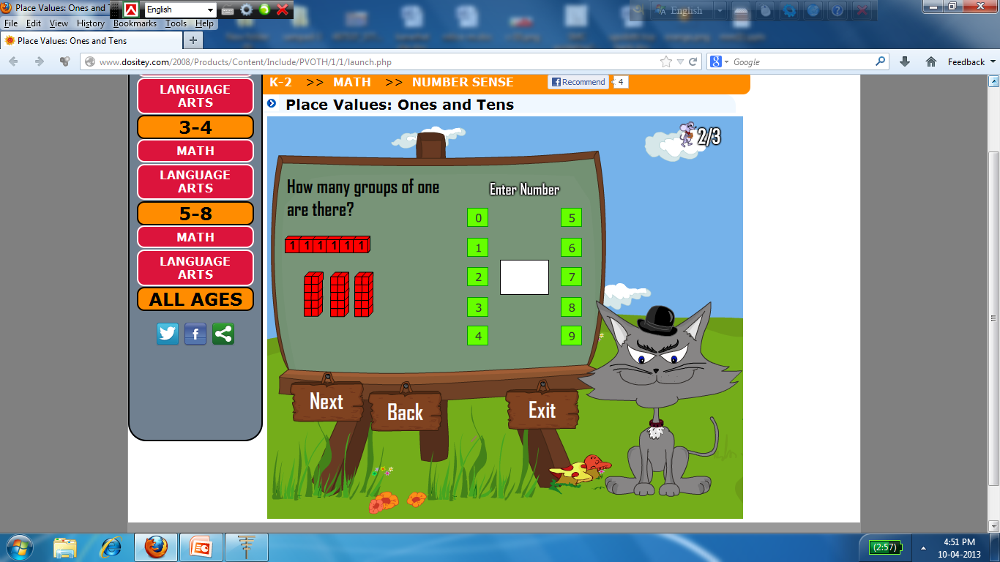 Place Values: Ones and T
English
English
File Edit View History Bookmarks Tools Help
Place Values: Ones and Tens
www.dositey.com/2008/Products/Content/Include/PVOTH/1/1/launch.php
Google
Feedback
K-2 >> MATH >> NUMBER SENSE
Recommend
4
LANGUAGE
ARTS
3-4
MATH
LANGUAGE
ARTS
5-8
MATH
LANGUAGE
ARTS
ALL AGES
Place Values: Ones and Tens
2/3
How many groups of one
are there?
Enter Number
1 1 1 1 1 1
0 5
1 6
2 7
3 8
4 9
Next
Back
Exit
(2:57)
4:51 PM
10-04-2013